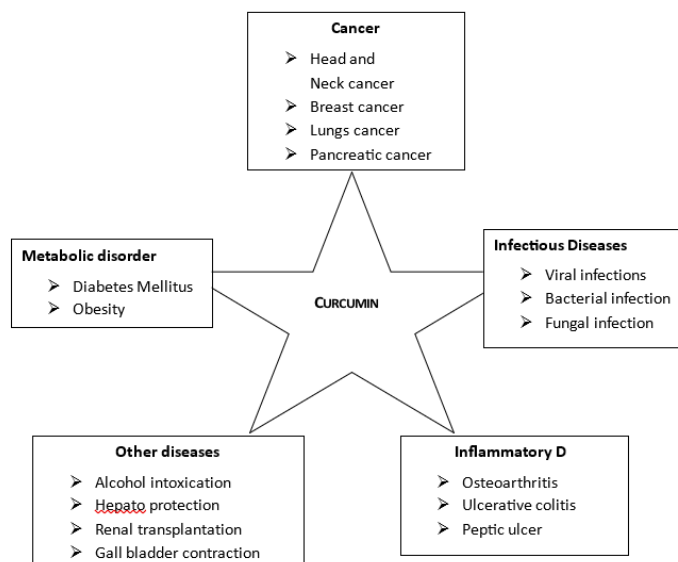 Cancer
Head and
Neck cancer
Breast cancer
Lungs cancer
Pancreatic cancer
Metabolic disorder
Diabetes Mellitus
Obesity
Infectious Diseases
Viral infections
Bacterial infection
Fungal infection
CURCUMIN
Other diseases
Alcohol intoxication
Hepato protection
Renal transplantation
Gall bladder contraction
Inflammatory D
Osteoarthritis
Ulcerative colitis
Peptic ulcer